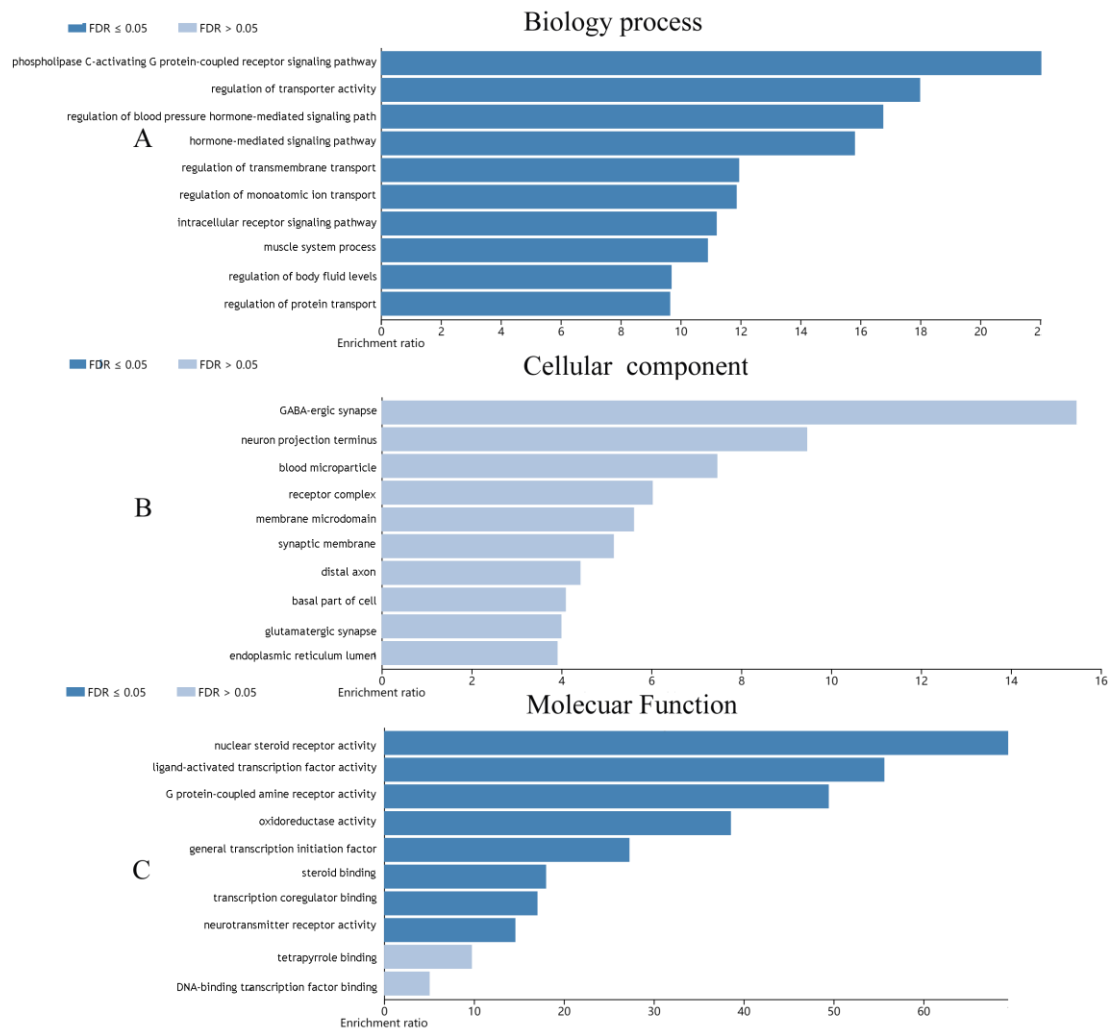 Biology process
FDR ≤ 0.05 FDR > 0.05
phospholipase C-activating G protein-coupled receptor signaling pathway
regulation of transporter activity
regulation of blood pressure hormone-mediated signaling path
A
hormone-mediated signaling pathway
regulation of transmembrane transport
regulation of monoatomic ion transport
intracellular receptor signaling pathway
muscle system process
regulation of body fluid levels
regulation of protein transport
0 2 4 6 8 10 12 14 16 18 20 2
Enrichment ratio
Cellular component
FDR ≤ 0.05 FDR > 0.05
GABA-ergic synapse
neuron projection terminus
blood microparticle
receptor complex
B
membrane microdomain
synaptic membrane
distal axon
basal part of cell
glutamatergic synapse
endoplasmic reticulum lumen
0 2 4 6 8 10 12 14 16
Enrichment ratio
FDR ≤ 0.05 FDR > 0.05
Molecuar Function
nuclear steroid receptor activity
ligand-activated transcription factor activity
G protein-coupled amine receptor activity
oxidoreductase activity
general transcription initiation factor
C
steroid binding
transcription coregulator binding
neurotransmitter receptor activity
tetrapyrrole binding
DNA-binding transcription factor binding
0 10 20 30 40 50 60
Enrichment ratio